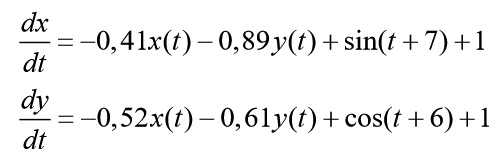 dx/dt = −0,41x(t) − 0,89y(t) + sin(t + 7) + 1
dy/dt = −0,52x(t) − 0,61y(t) + cos(t + 6) + 1